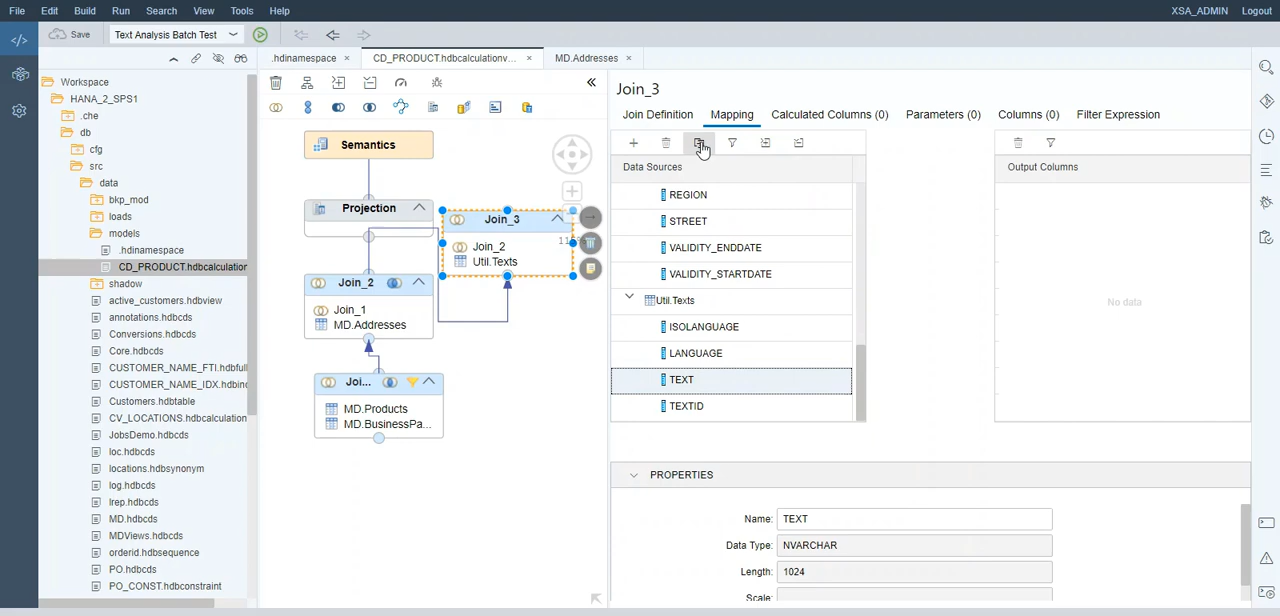 File Edit Build Run Search View Tools Help XSA_ADMIN Logout
</> Save Text Analysis Batch Test
.hdinamespace × CD_PRODUCT.hdbcalculationv... × MD.Addresses ×
Workspace
HANA_2_SPS1
.che
db
cfg
src
data
bkp_mod
loads
models
.hdinamespace
CD_PRODUCT.hdbcalculation
shadow
active_customers.hdbview
annotations.hdbcds
Conversions.hdbcds
Core.hdbcds
CUSTOMER_NAME_FTI.hdbfull
CUSTOMER_NAME_IDX.hdbind
Customers.hdbtable
CV_LOCATIONS.hdbcalculation
JobsDemo.hdbcds
loc.hdbcds
locations.hdbsynonym
log.hdbcds
lrep.hdbcds
MD.hdbcds
MDViews.hdbcds
orderid.hdbsequence
PO.hdbcds
PO_CONST.hdbconstraint
Semantics
Projection
Join_3
Join_2
Util.Texts
Join_2
Join_1
MD.Addresses
Joi...
MD.Products
MD.BusinessPa...
Join_3
Join Definition Mapping Calculated Columns (0) Parameters (0) Columns (0) Filter Expression
Data Sources
REGION
STREET
VALIDITY_ENDDATE
VALIDITY_STARTDATE
Util.Texts
ISOLANGUAGE
LANGUAGE
TEXT
TEXTID
Output Columns
No data
PROPERTIES
Name: TEXT
Data Type: NVARCHAR
Length: 1024
Scale: